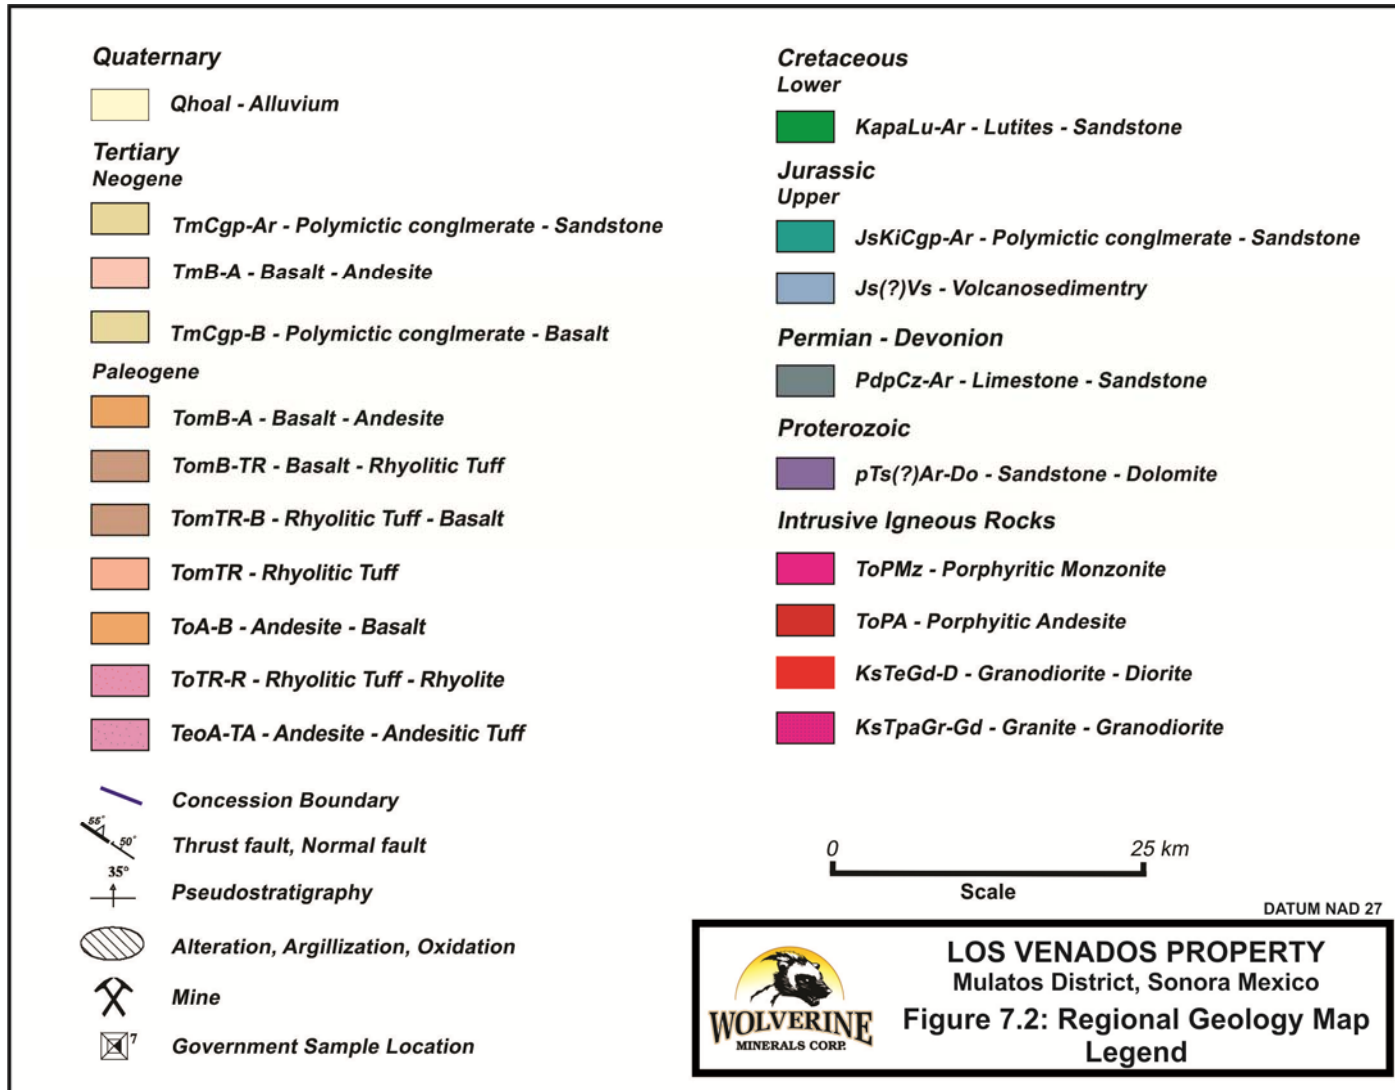 Quaternary
Qhoal - Alluvium
Tertiary
Neogene
TmCgp-Ar - Polymictic conglmerate - Sandstone
TmB-A - Basalt - Andesite
TmCgp-B - Polymictic conglmerate - Basalt
Paleogene
TomB-A - Basalt - Andesite
TomB-TR - Basalt - Rhyolitic Tuff
TomTR-B - Rhyolitic Tuff - Basalt
TomTR - Rhyolitic Tuff
ToA-B - Andesite - Basalt
ToTR-R - Rhyolitic Tuff - Rhyolite
TeoA-TA - Andesite - Andesitic Tuff
Concession Boundary
55°
50°
Thrust fault, Normal fault
35°
Pseudostratigraphy
Alteration, Argillization, Oxidation
Mine
7
Government Sample Location
Cretaceous
Lower
KapaLu-Ar - Lutites - Sandstone
Jurassic
Upper
JsKiCgp-Ar - Polymictic conglmerate - Sandstone
Js(?)Vs - Volcanosedimentry
Permian - Devonion
PdpCz-Ar - Limestone - Sandstone
Proterozoic
pTs(?)Ar-Do - Sandstone - Dolomite
Intrusive Igneous Rocks
ToPMz - Porphyritic Monzonite
ToPA - Porphyitic Andesite
KsTeGd-D - Granodiorite - Diorite
KsTpaGr-Gd - Granite - Granodiorite
0 25 km
Scale
DATUM NAD 27
WOLVERINE
MINERALS CORP.
LOS VENADOS PROPERTY
Mulatos District, Sonora Mexico
Figure 7.2: Regional Geology Map
Legend